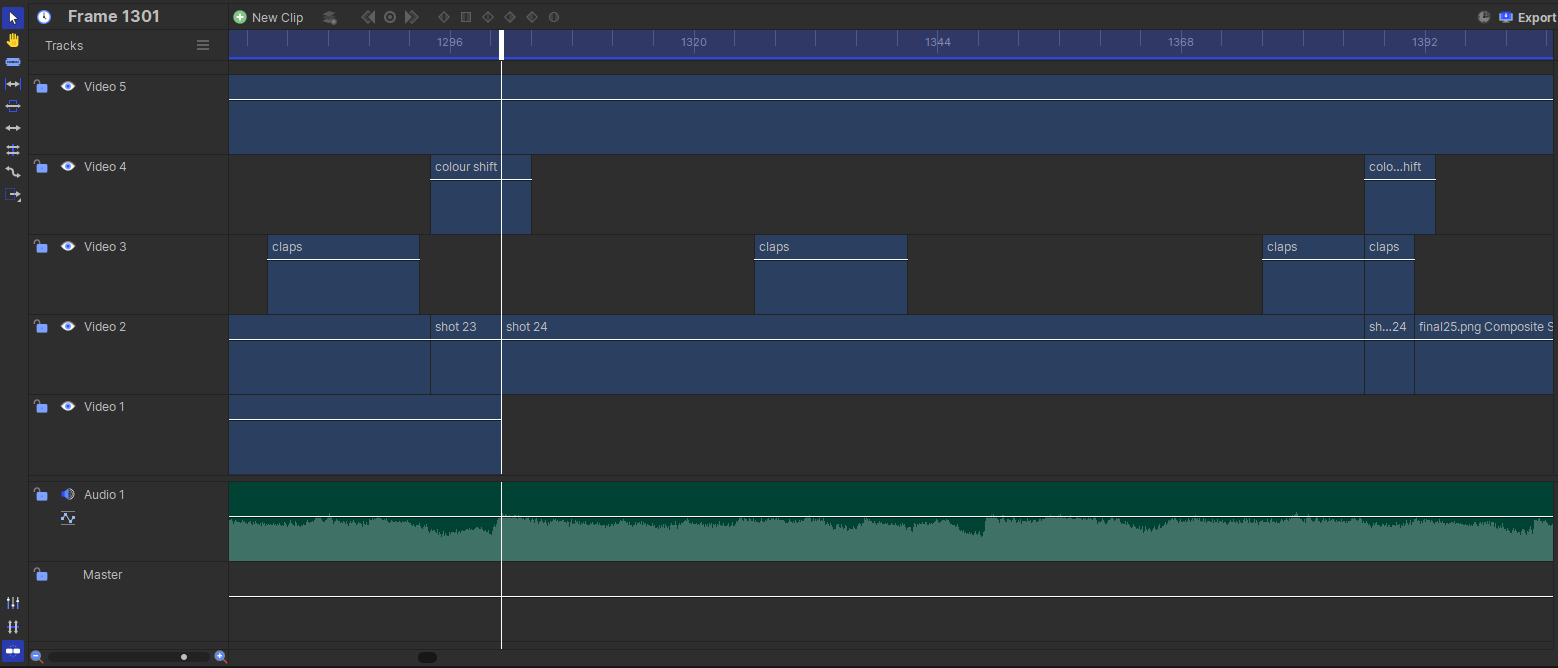 Frame 1301
New Clip
Export
Tracks
1296
1320
1344
1368
1392
Video 5
Video 4
colour shift
colo...hift
Video 3
claps
claps
claps
claps
Video 2
shot 23
shot 24
sh...24
final25.png Composite S
Video 1
Audio 1
Master